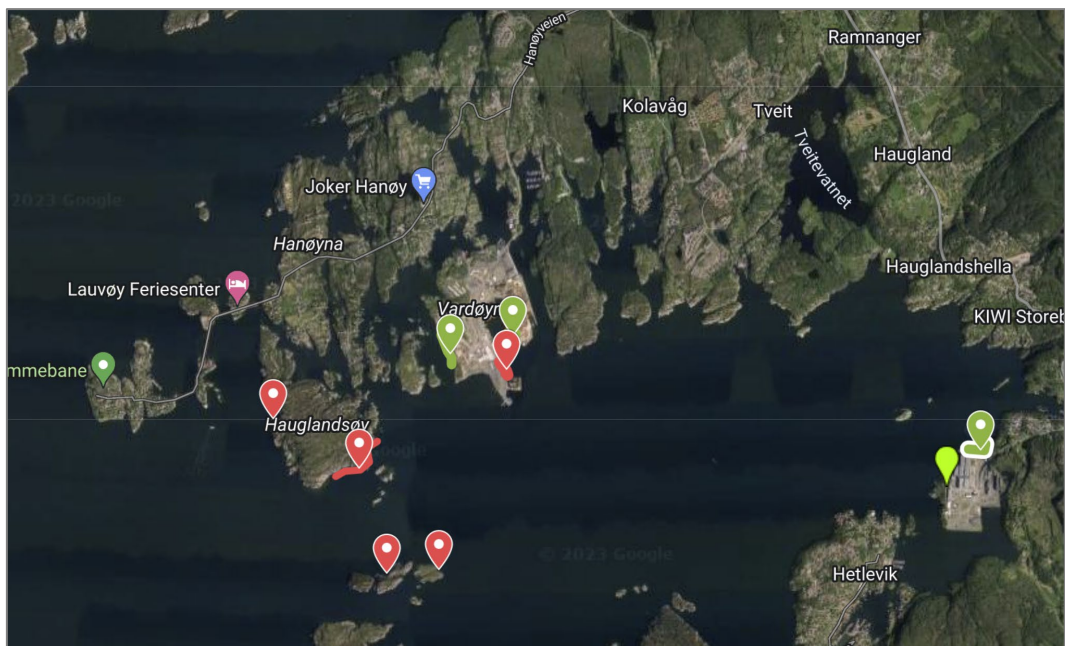 Hanøyveien
Ramnanger
Kolavåg
Tveit
Haugland
Tveitevatnet
Joker Hanøy
2023 Google
Hanøyna
Hauglandshella
Lauvøy Feriesenter
Vardøyn
KIWI Storeb
mmebane
Hauglandsøy
Google
© 2023 Google
Hetlevik